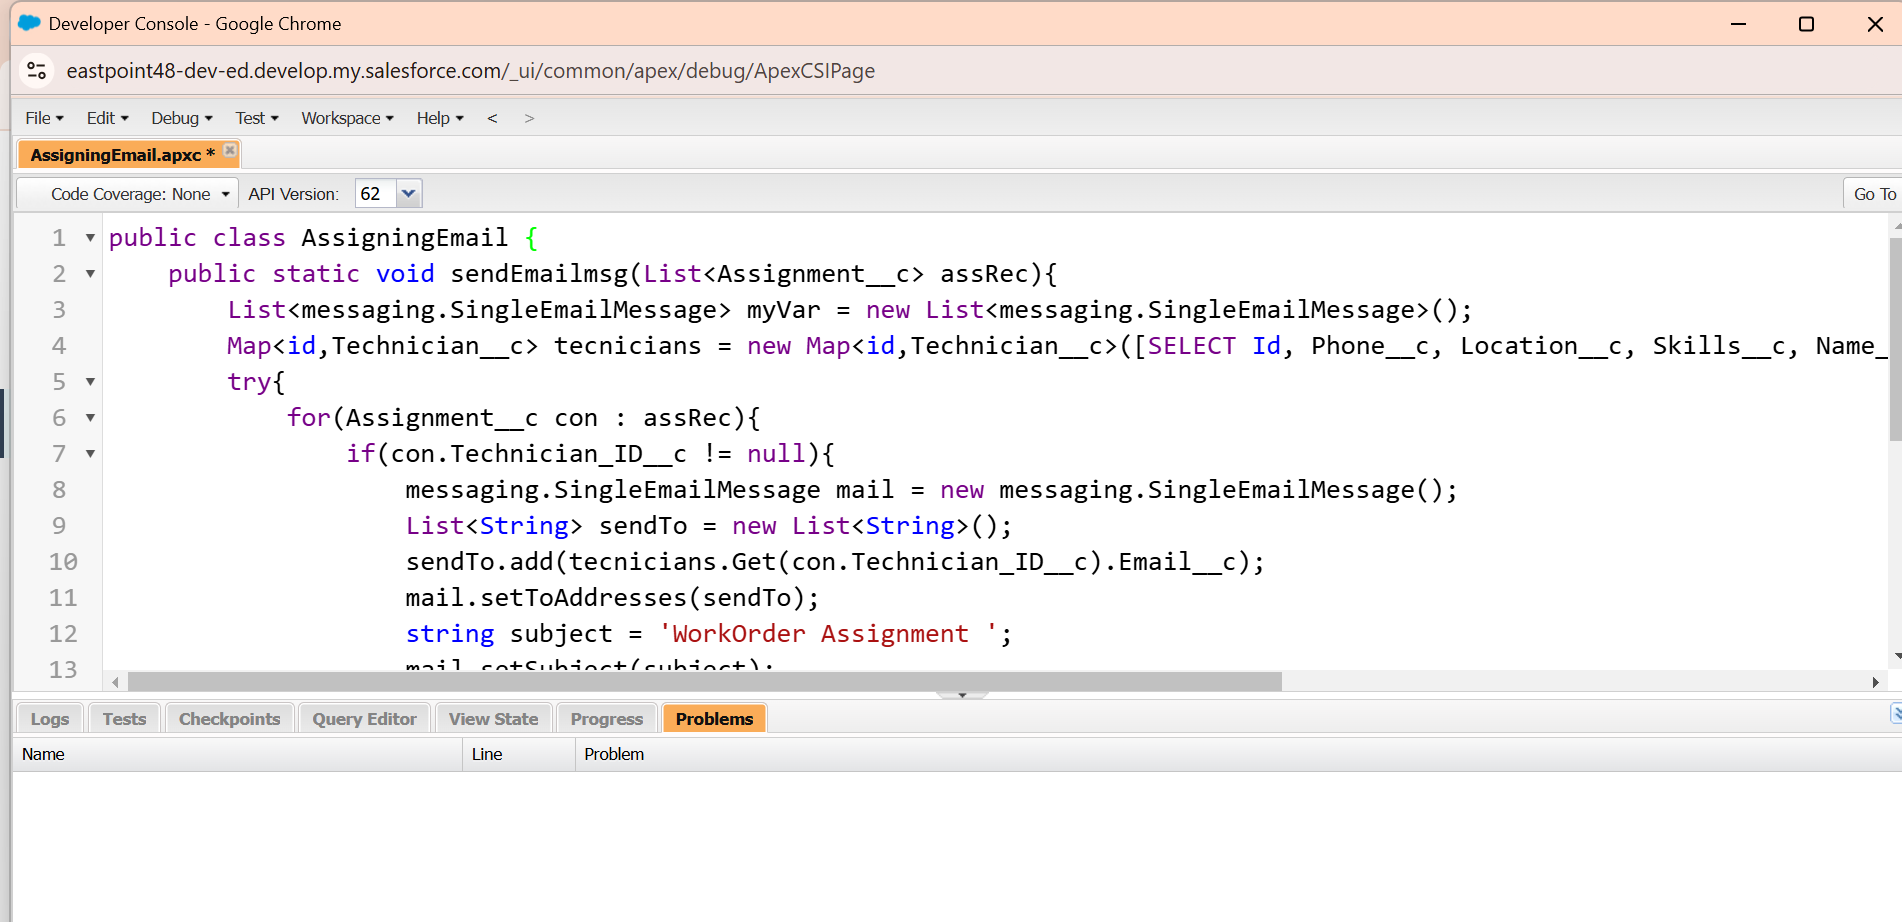 Developer Console - Google Chrome
eastpoint48-dev-ed.develop.my.salesforce.com/_ui/common/apex/debug/ApexCSIPage
File Edit Debug Test Workspace Help < >
AssigningEmail.apxc *
Code Coverage: None API Version: 62 Go To
1 public class AssigningEmail {
2 public static void sendEmailmsg(List<Assignment__c> assRec){
3 List<messaging.SingleEmailMessage> myVar = new List<messaging.SingleEmailMessage>();
4 Map<id,Technician__c> tecnicians = new Map<id,Technician__c>([SELECT Id, Phone__c, Location__c, Skills__c, Name_
5 try{
6 for(Assignment__c con : assRec){
7 if(con.Technician_ID__c != null){
8 messaging.SingleEmailMessage mail = new messaging.SingleEmailMessage();
9 List<String> sendTo = new List<String>();
10 sendTo.add(tecnicians.Get(con.Technician_ID__c).Email__c);
11 mail.setToAddresses(sendTo);
12 string subject = 'WorkOrder Assignment ';
13 mail.setSubject(subject);
Logs Tests Checkpoints Query Editor View State Progress Problems
Name Line Problem